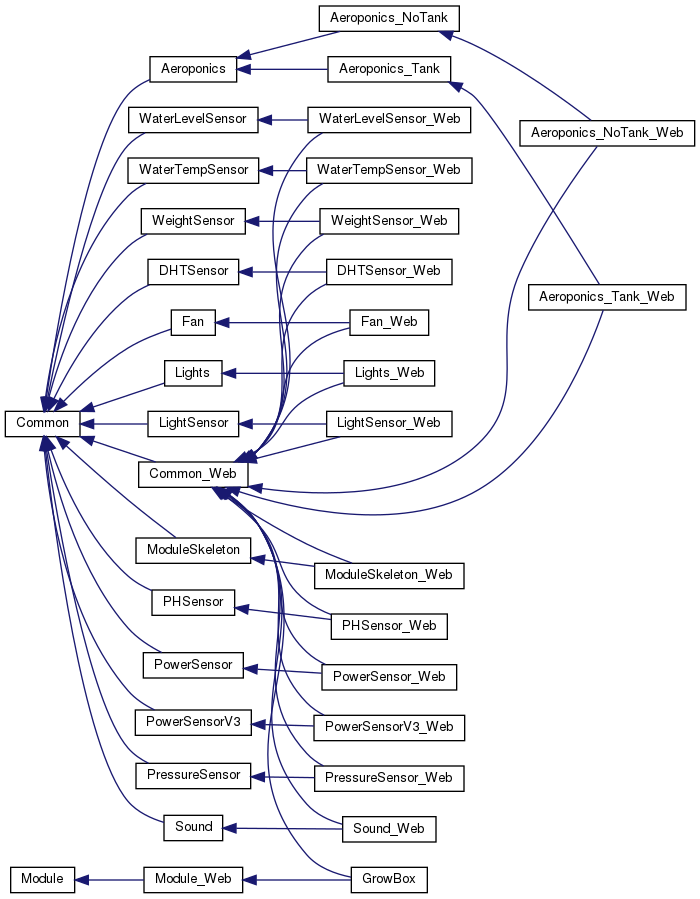 Aeroponics_NoTank
Aeroponics
Aeroponics_Tank
WaterLevelSensor
WaterLevelSensor_Web
Aeroponics_NoTank_Web
WaterTempSensor
WaterTempSensor_Web
WeightSensor
WeightSensor_Web
DHTSensor
DHTSensor_Web
Aeroponics_Tank_Web
Fan
Fan_Web
Lights
Lights_Web
Common
LightSensor
LightSensor_Web
Common_Web
ModuleSkeleton
ModuleSkeleton_Web
PHSensor
PHSensor_Web
PowerSensor
PowerSensor_Web
PowerSensorV3
PowerSensorV3_Web
PressureSensor
PressureSensor_Web
Sound
Sound_Web
Module
Module_Web
GrowBox